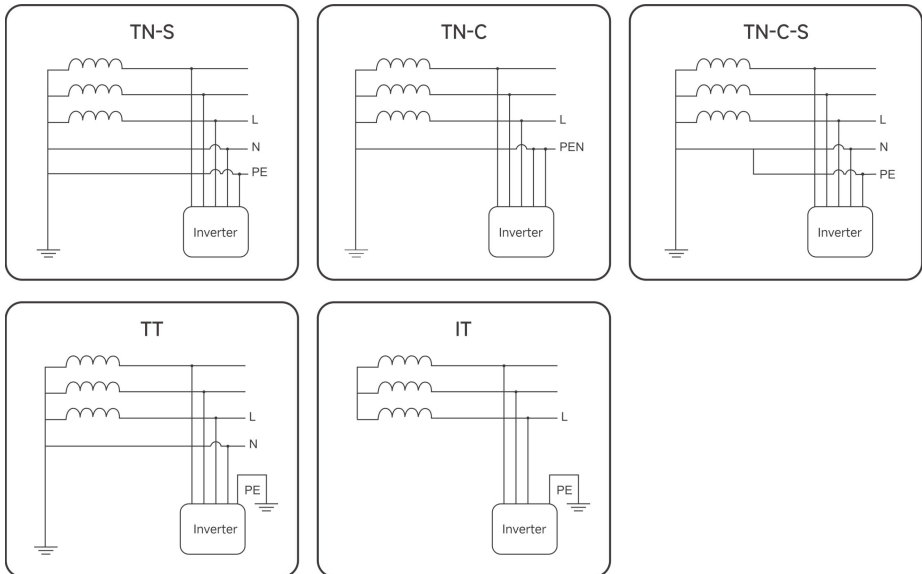 TN-S
L
N
PE
Inverter
TN-C
L
PEN
Inverter
TN-C-S
L
N
PE
Inverter
TT
L
N
PE
Inverter
IT
L
PE
Inverter